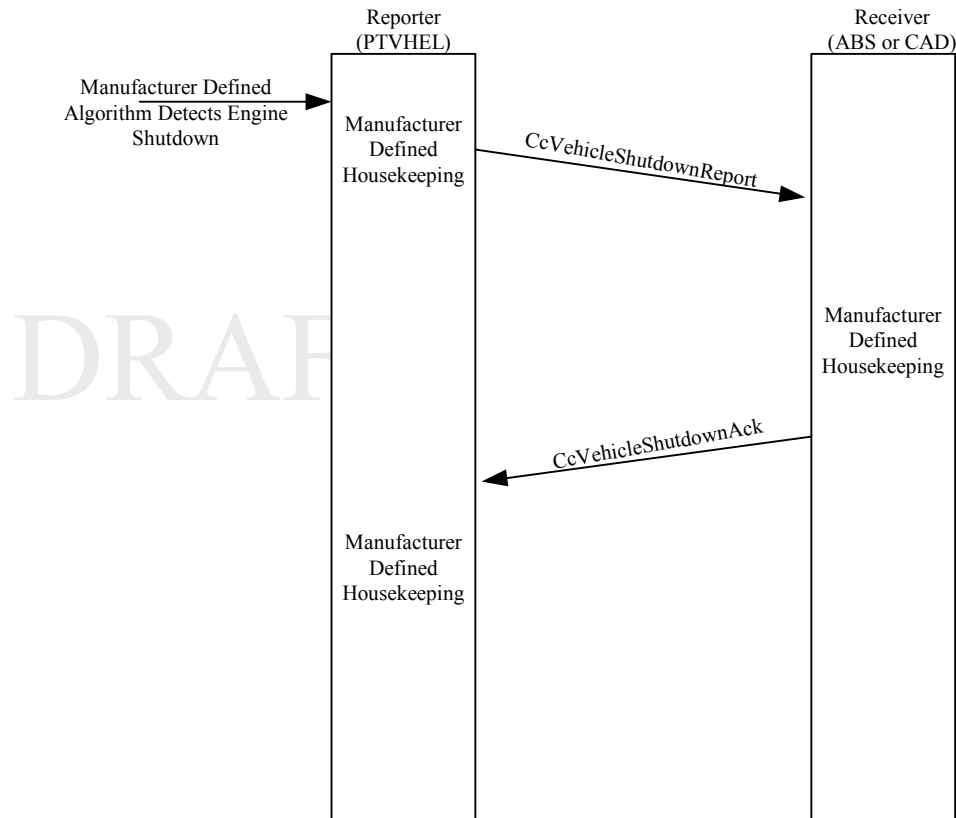 Reporter
(PTVHEL)
Receiver
(ABS or CAD)
Manufacturer Defined
Algorithm Detects Engine
Shutdown
Manufacturer
Defined
Housekeeping
CcVehicleShutdownReport
DRAF
Manufacturer
Defined
Housekeeping
CcVehicleShutdownAck
Manufacturer
Defined
Housekeeping